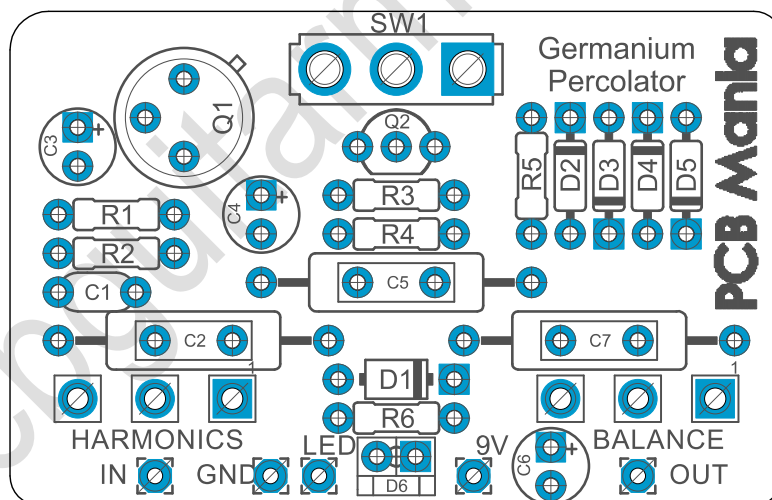 SW1
Germanium
Percolator
PCB Mania
Q1
C3
+
Q2
R5
D2
D3
D4
D5
C4
+
R3
R1
R4
R2
C5
C1
C2
C7
1
1
D1
R6
HARMONICS
LED
9V
BALANCE
IN
GND
D6
C6
+
OUT